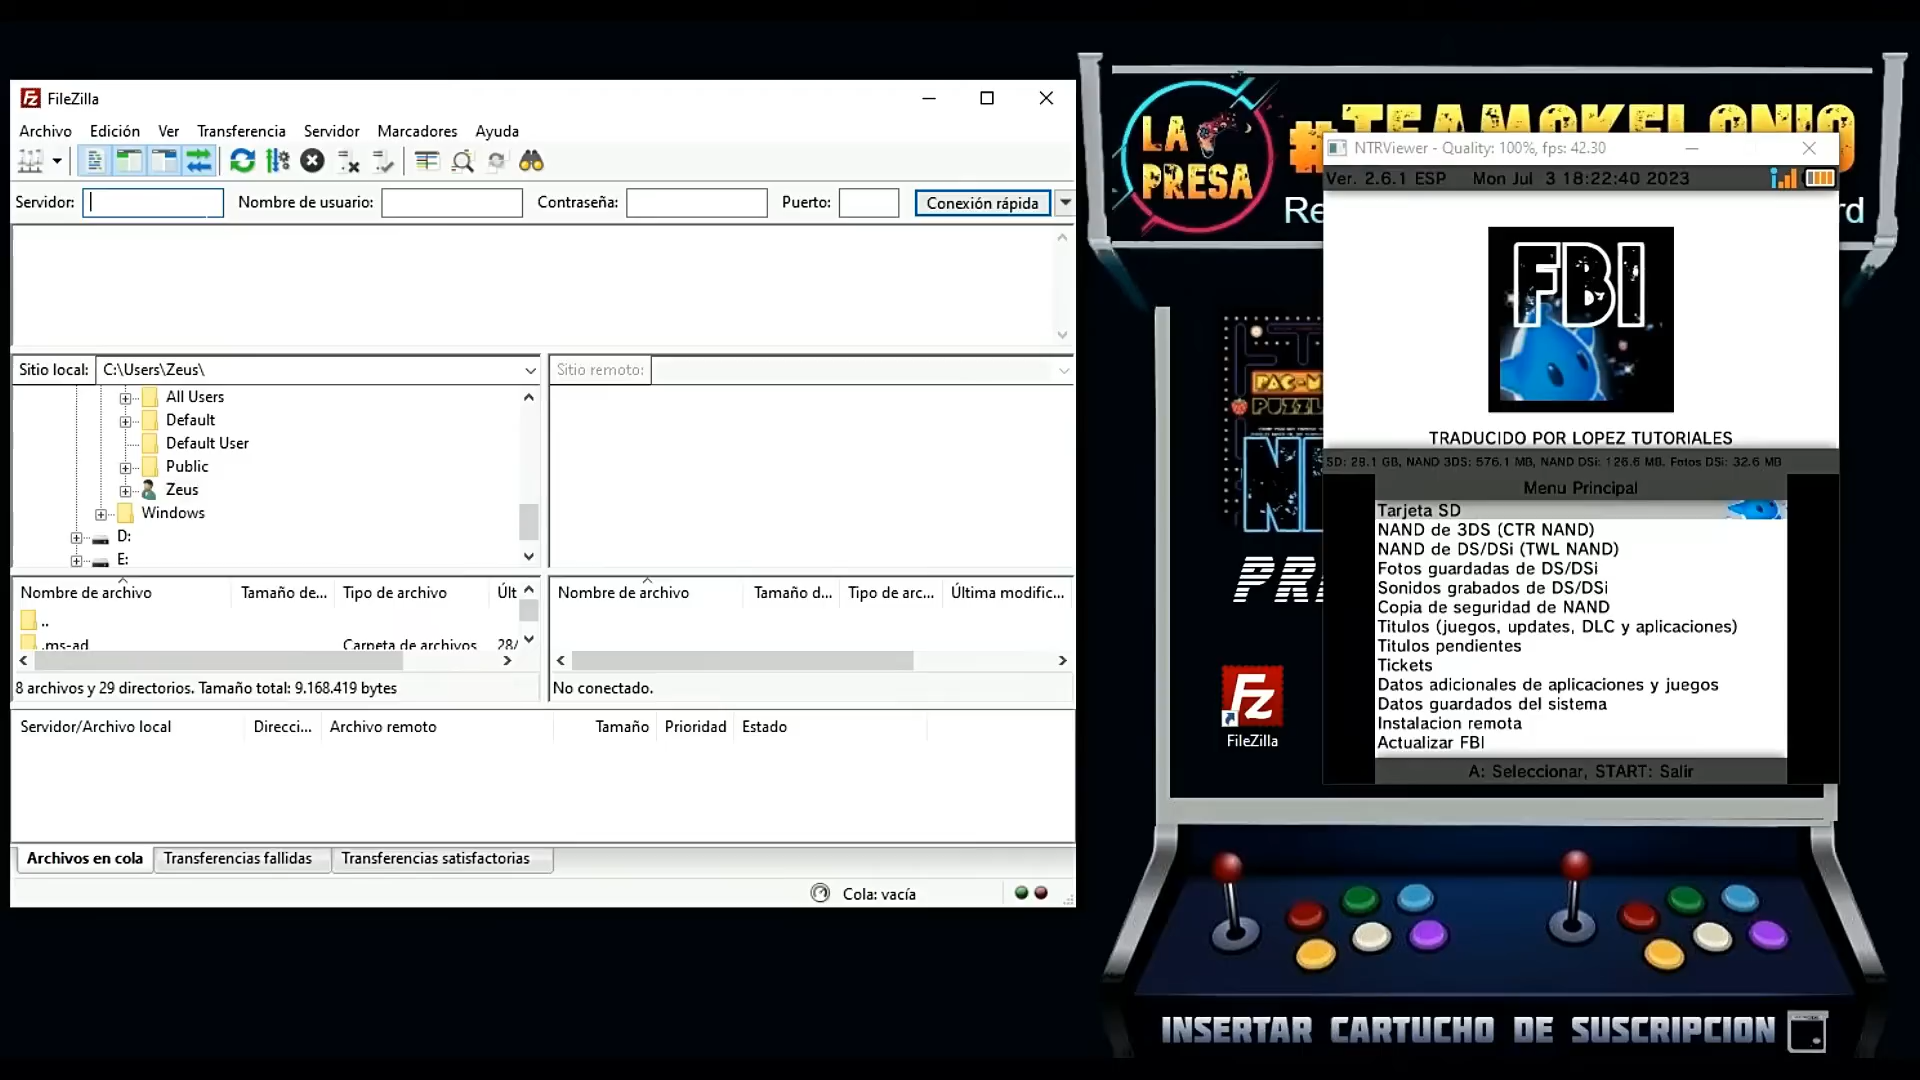 FileZilla
Archivo Edición Ver Transferencia Servidor Marcadores Ayuda
Servidor: Nombre de usuario: Contraseña: Puerto: Conexión rápida
Sitio local: C:\Users\Zeus\
Sitio remoto:
All Users
Default
Default User
Public
Zeus
Windows
D:
E:
Nombre de archivo Tamaño de... Tipo de archivo Últ
..
.ms-ad Carpeta de archivos 28/
8 archivos y 29 directorios. Tamaño total: 9.168.419 bytes
Nombre de archivo Tamaño d... Tipo de arc... Última modific...
No conectado.
Servidor/Archivo local Direcci... Archivo remoto Tamaño Prioridad Estado
Archivos en cola Transferencias fallidas Transferencias satisfactorias
Cola: vacía
LA PRESA
#TEAMOKELONIO
Re
rd
NTRViewer - Quality: 100%, fps: 42.30
Ver. 2.6.1 ESP Mon Jul 3 18:22:40 2023
FBI
TRADUCIDO POR LOPEZ TUTORIALES
SD: 29.1 GB, NAND 3DS: 576.1 MB, NAND DSi: 126.6 MB, Fotos DSi: 32.6 MB
Menu Principal
Tarjeta SD
NAND de 3DS (CTR NAND)
NAND de DS/DSi (TWL NAND)
Fotos guardadas de DS/DSi
Sonidos grabados de DS/DSi
Copia de seguridad de NAND
Titulos (juegos, updates, DLC y aplicaciones)
Titulos pendientes
Tickets
Datos adicionales de aplicaciones y juegos
Datos guardados del sistema
Instalacion remota
Actualizar FBI
A: Seleccionar, START: Salir
PAC-M
PUZZL
PR
FileZilla
INSERTAR CARTUCHO DE SUSCRIPCION